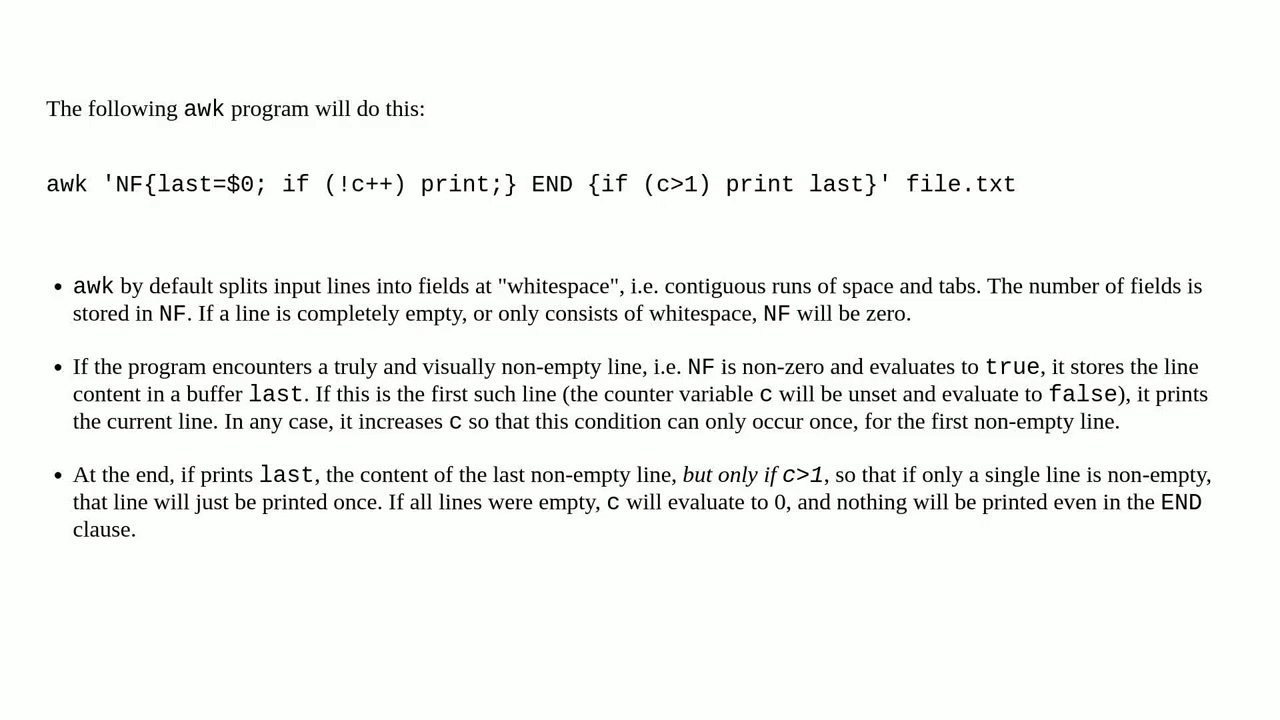 The following awk program will do this:
awk 'NF{last=$0; if (!c++) print;} END {if (c>1) print last}' file.txt
• awk by default splits input lines into fields at "whitespace", i.e. contiguous runs of space and tabs. The number of fields is
stored in NF. If a line is completely empty, or only consists of whitespace, NF will be zero.
• If the program encounters a truly and visually non-empty line, i.e. NF is non-zero and evaluates to true, it stores the line
content in a buffer last. If this is the first such line (the counter variable c will be unset and evaluate to false), it prints
the current line. In any case, it increases c so that this condition can only occur once, for the first non-empty line.
• At the end, if prints last, the content of the last non-empty line, but only if c>1, so that if only a single line is non-empty,
that line will just be printed once. If all lines were empty, c will evaluate to 0, and nothing will be printed even in the END
clause.